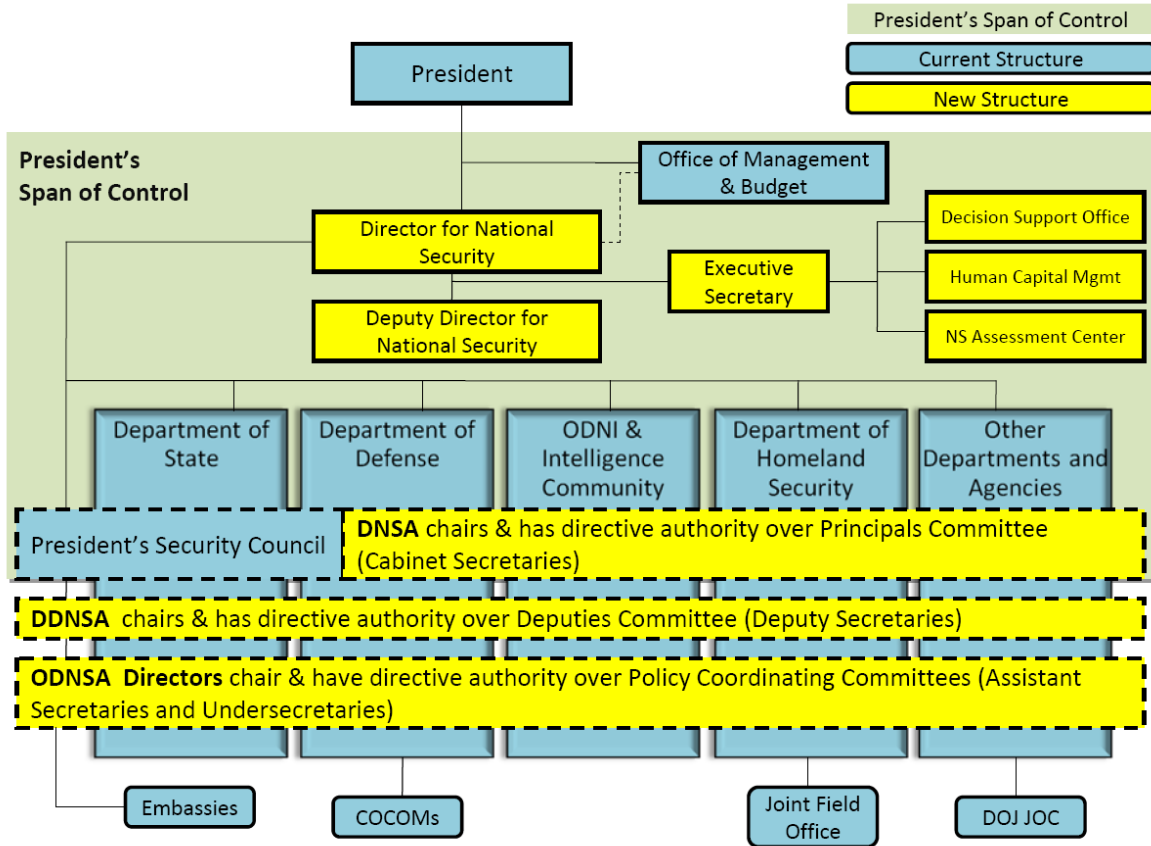 President's Span of Control
Current Structure
New Structure
President
President's
Span of Control
Office of Management
& Budget
Director for National
Security
Executive
Secretary
Decision Support Office
Human Capital Mgmt
NS Assessment Center
Deputy Director for
National Security
Department of
State
Department of
Defense
ODNI &
Intelligence
Community
Department of
Homeland
Security
Other
Departments and
Agencies
President's Security Council
DNSA chairs & has directive authority over Principals Committee
(Cabinet Secretaries)
DDNSA chairs & has directive authority over Deputies Committee (Deputy Secretaries)
ODNSA Directors chair & have directive authority over Policy Coordinating Committees (Assistant
Secretaries and Undersecretaries)
Embassies
COCOMs
Joint Field
Office
DOJ JOC